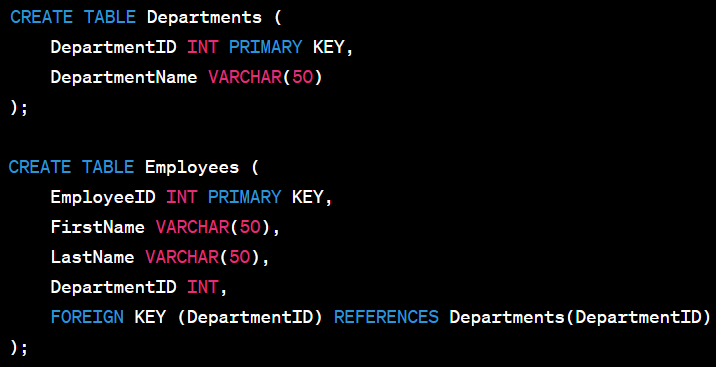 CREATE TABLE Departments (
    DepartmentID INT PRIMARY KEY,
    DepartmentName VARCHAR(50)
);

CREATE TABLE Employees (
    EmployeeID INT PRIMARY KEY,
    FirstName VARCHAR(50),
    LastName VARCHAR(50),
    DepartmentID INT,
    FOREIGN KEY (DepartmentID) REFERENCES Departments(DepartmentID)
);